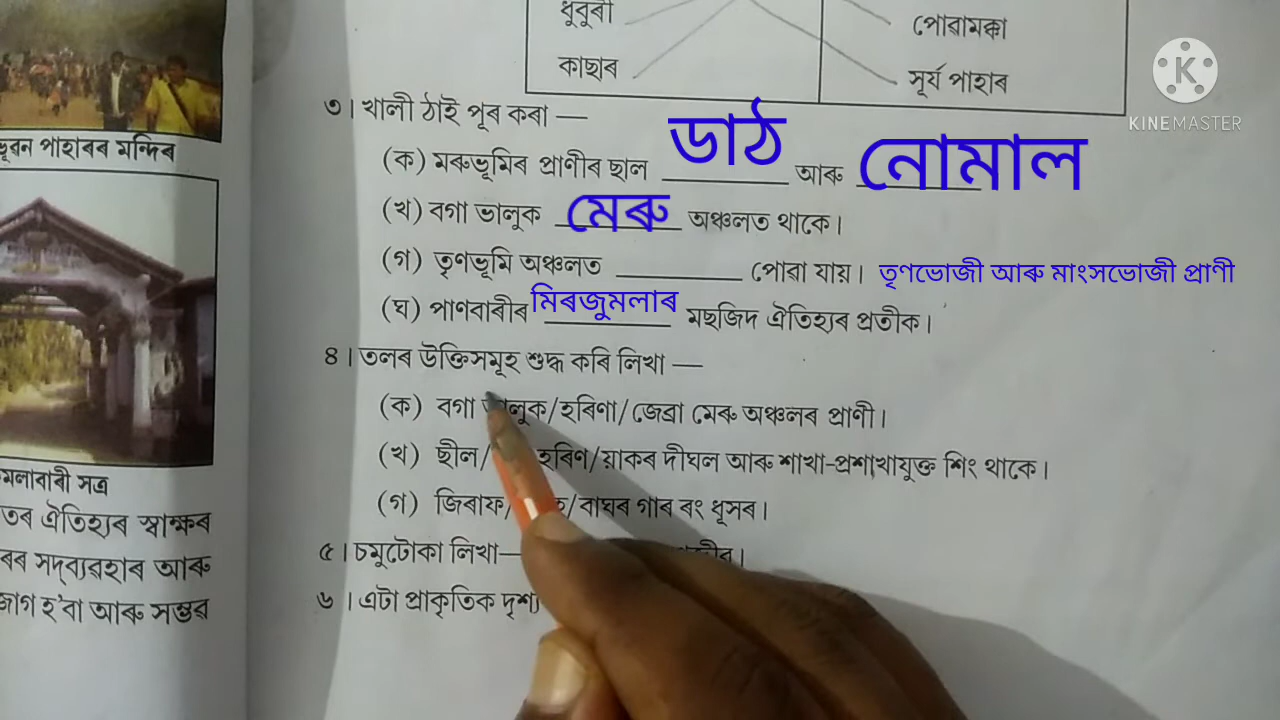 ধুবুৰী
পোৱামক্কা
কাছাৰ
সূৰ্য পাহাৰ
KINEMASTER
ভূৱন পাহাৰৰ মন্দিৰ
৩। খালী ঠাই পূৰ কৰা —
(ক) মৰুভূমিৰ প্ৰাণীৰ ছাল ডাঠ আৰু নোমাল
(খ) বগা ভালুক মেৰু অঞ্চলত থাকে।
(গ) তৃণভূমি অঞ্চলত ________ পোৱা যায়। তৃণভোজী আৰু মাংসভোজী প্ৰাণী
(ঘ) পাণবাৰীৰ মিৰজুমলাৰ মছজিদ ঐতিহ্যৰ প্ৰতীক।
৪। তলৰ উক্তিসমূহ শুদ্ধ কৰি লিখা —
(ক) বগা ভালুক/হৰিণা/জেব্ৰা মেৰু অঞ্চলৰ প্ৰাণী।
(খ) ছীল/ হৰিণ/য়াকৰ দীঘল আৰু শাখা-প্ৰশাখাযুক্ত শিং থাকে।
(গ) জিৰাফ/ /বাঘৰ গাৰ ৰং ধূসৰ।
৫। চমুটোকা লিখা—
৬। এটা প্ৰাকৃতিক দৃশ্য
মলাবাৰী সত্ৰ
তৰ ঐতিহ্যৰ স্বাক্ষৰ
ৰৰ সদ্‌ব্যৱহাৰ আৰু
জাগ হ'বা আৰু সম্ভৱ